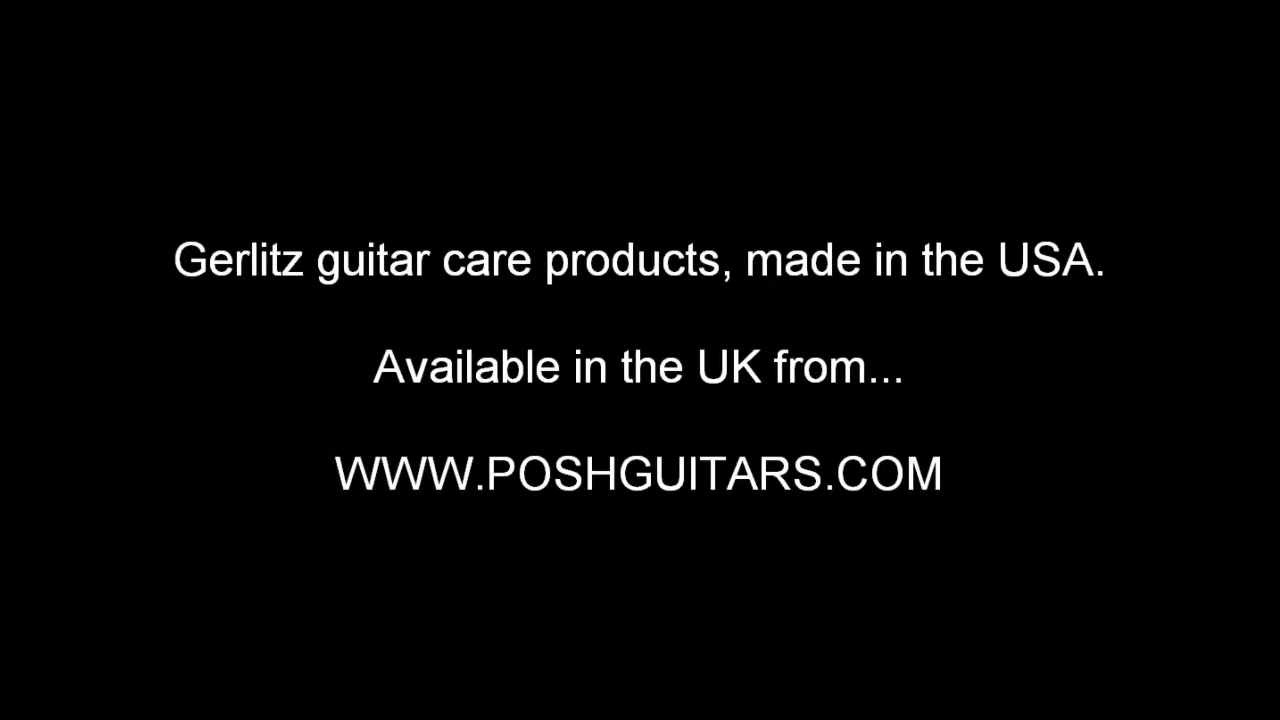 Gerlitz guitar care products, made in the USA.
Available in the UK from...
WWW.POSHGUITARS.COM